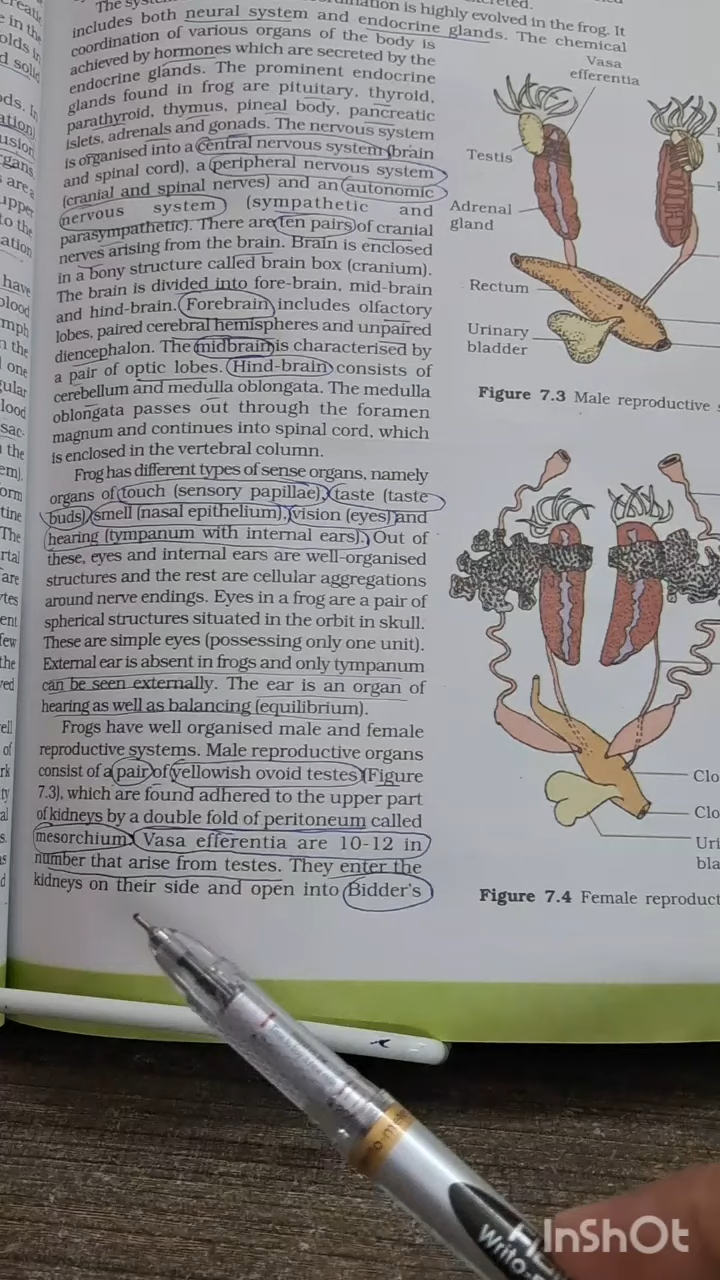 The
ination is highly evolved in the frog. It
includes both neural system and endocrine glands. The chemical
coordination of various organs of the body is
achieved by hormones which are secreted by the
endocrine glands. The prominent endocrine
glands found in frog are pituitary, thyroid,
parathyroid, thymus, pineal body, pancreatic
islets, adrenals and gonads. The nervous system
is organised into a central nervous system (brain
and spinal cord), a peripheral nervous system
(cranial and spinal nerves) and an autonomic
nervous system (sympathetic and
parasympathetic). There are ten pairs of cranial
nerves arising from the brain. Brain is enclosed
in a bony structure called brain box (cranium).
The brain is divided into fore-brain, mid-brain
and hind-brain. Forebrain includes olfactory
lobes, paired cerebral hemispheres and unpaired
diencephalon. The midbrain is characterised by
a pair of optic lobes. Hind-brain consists of
cerebellum and medulla oblongata. The medulla
oblongata passes out through the foramen
magnum and continues into spinal cord, which
is enclosed in the vertebral column.
Frog has different types of sense organs, namely
organs of touch (sensory papillae), taste (taste
buds), smell (nasal epithelium), vision (eyes) and
hearing (tympanum with internal ears). Out of
these, eyes and internal ears are well-organised
structures and the rest are cellular aggregations
around nerve endings. Eyes in a frog are a pair of
spherical structures situated in the orbit in skull.
These are simple eyes (possessing only one unit).
External ear is absent in frogs and only tympanum
can be seen externally. The ear is an organ of
hearing as well as balancing (equilibrium).
Frogs have well organised male and female
reproductive systems. Male reproductive organs
consist of a pair of yellowish ovoid testes (Figure
7.3), which are found adhered to the upper part
of kidneys by a double fold of peritoneum called
mesorchium. Vasa efferentia are 10-12 in
number that arise from testes. They enter the
kidneys on their side and open into Bidder's
Vasa
efferentia
Testis
Adrenal
gland
Rectum
Urinary
bladder
Figure 7.3 Male reproductive
Clo
Clo
Uri
bla
Figure 7.4 Female reproduct
InShOt